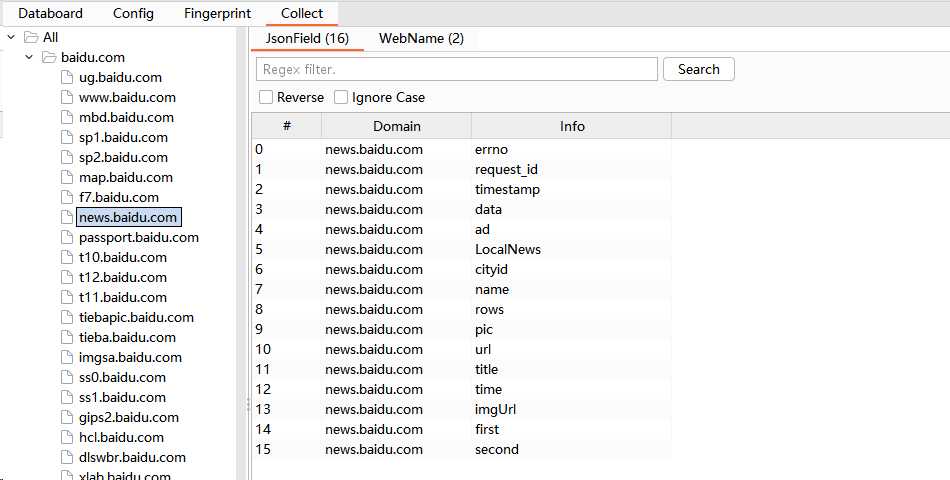 Databoard Config Fingerprint Collect
All
baidu.com
ug.baidu.com
www.baidu.com
mbd.baidu.com
sp1.baidu.com
sp2.baidu.com
map.baidu.com
f7.baidu.com
news.baidu.com
passport.baidu.com
t10.baidu.com
t12.baidu.com
t11.baidu.com
tiebapic.baidu.com
tieba.baidu.com
imgsa.baidu.com
ss0.baidu.com
ss1.baidu.com
gips2.baidu.com
hcl.baidu.com
dlswbr.baidu.com
xlab.baidu.com
JsonField (16) WebName (2)
Regex filter. Search
Reverse Ignore Case
# Domain Info
0 news.baidu.com errno
1 news.baidu.com request_id
2 news.baidu.com timestamp
3 news.baidu.com data
4 news.baidu.com ad
5 news.baidu.com LocalNews
6 news.baidu.com cityid
7 news.baidu.com name
8 news.baidu.com rows
9 news.baidu.com pic
10 news.baidu.com url
11 news.baidu.com title
12 news.baidu.com time
13 news.baidu.com imgUrl
14 news.baidu.com first
15 news.baidu.com second